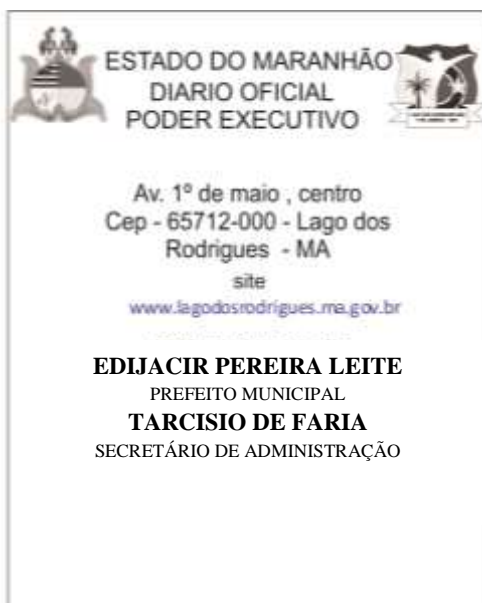 ESTADO DO MARANHÃO
DIARIO OFICIAL
PODER EXECUTIVO
Av. 1º de maio , centro
Cep - 65712-000 - Lago dos
Rodrigues - MA
site
www.lagodosrodrigues.ma.gov.br
EDIJACIR PEREIRA LEITE
PREFEITO MUNICIPAL
TARCISIO DE FARIA
SECRETÁRIO DE ADMINISTRAÇÃO